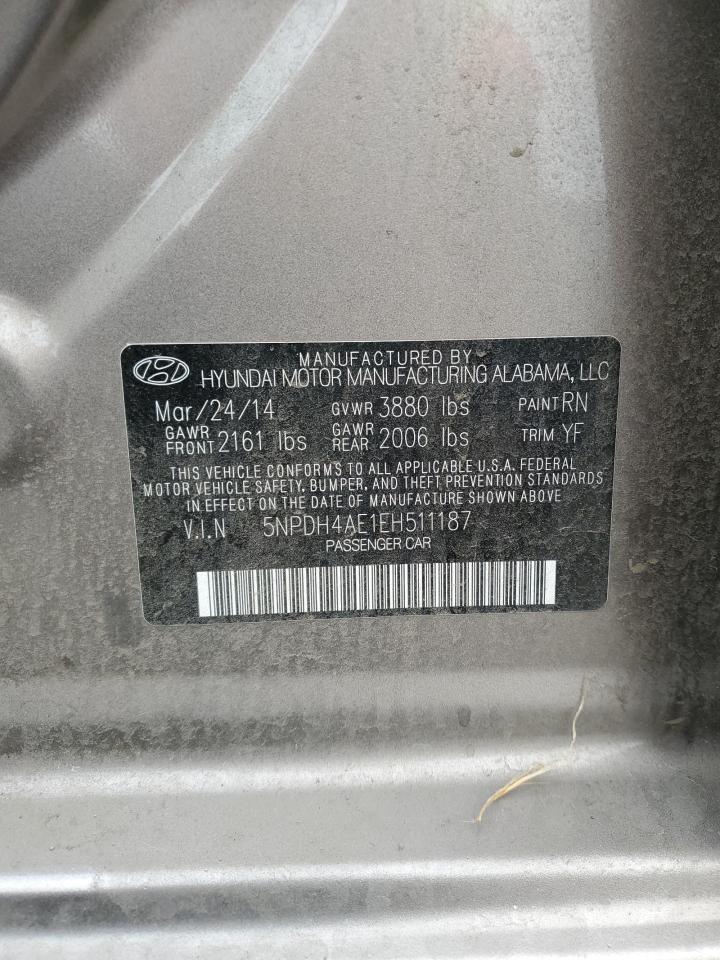 MANUFACTURED BY
HYUNDAI MOTOR MANUFACTURING ALABAMA, LLC
Mar/24/14 GVWR 3880 lbs PAINT RN
GAWR FRONT 2161 lbs GAWR REAR 2006 lbs TRIM YF
THIS VEHICLE CONFORMS TO ALL APPLICABLE U.S.A. FEDERAL
MOTOR VEHICLE SAFETY, BUMPER, AND THEFT PREVENTION STANDARDS
IN EFFECT ON THE DATE OF MANUFACTURE SHOWN ABOVE
V.I.N 5NPDH4AE1EH511187
PASSENGER CAR